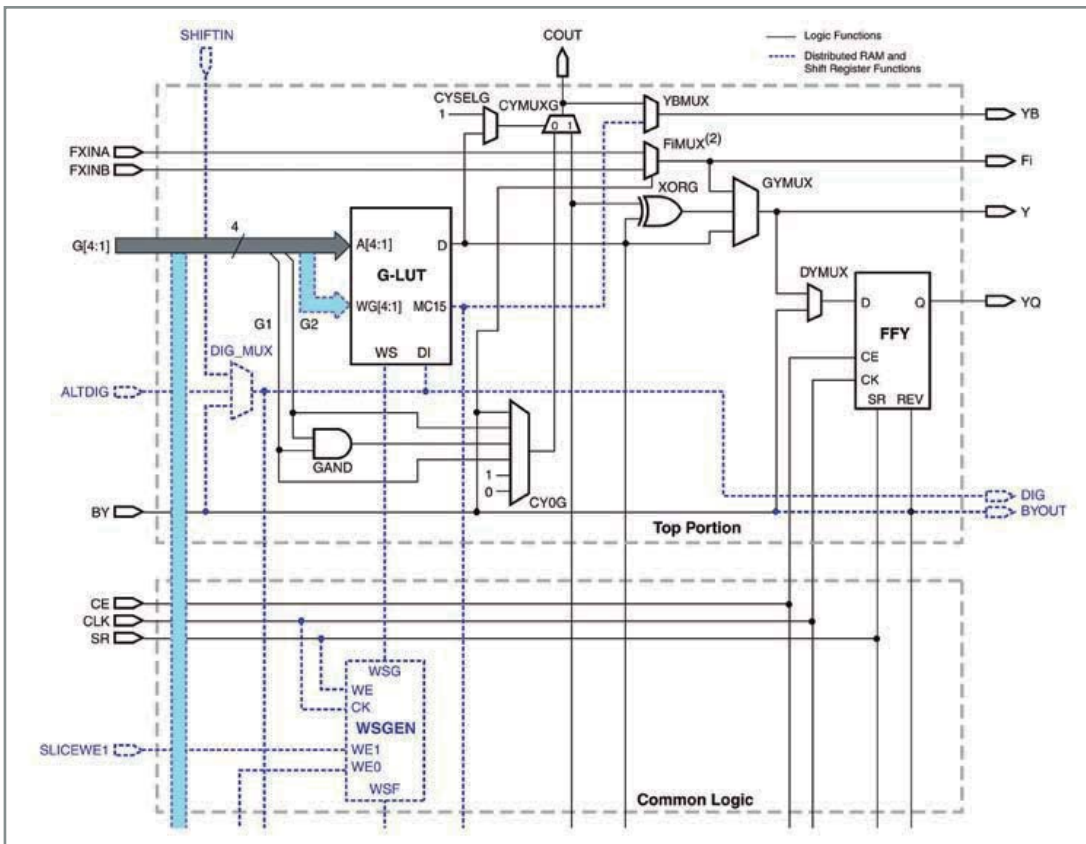 SHIFTIN
COUT
Logic Functions
Distributed RAM and
Shift Register Functions
CYSELG
CYMUXG
YBMUX
YB
1
0 1
FXINA
FXINB
FiMUX(2)
Fi
XORG
GYMUX
Y
4
G[4:1]
A[4:1]
D
G-LUT
WG[4:1]
MC15
G1
G2
WS
DI
DYMUX
D
Q
YQ
FFY
CE
CK
SR
REV
DIG_MUX
ALTDIG
GAND
1
0
CY0G
BY
DIG
BYOUT
Top Portion
CE
CLK
SR
WSG
WE
CK
WSGEN
SLICEWE1
WE1
WE0
WSF
Common Logic